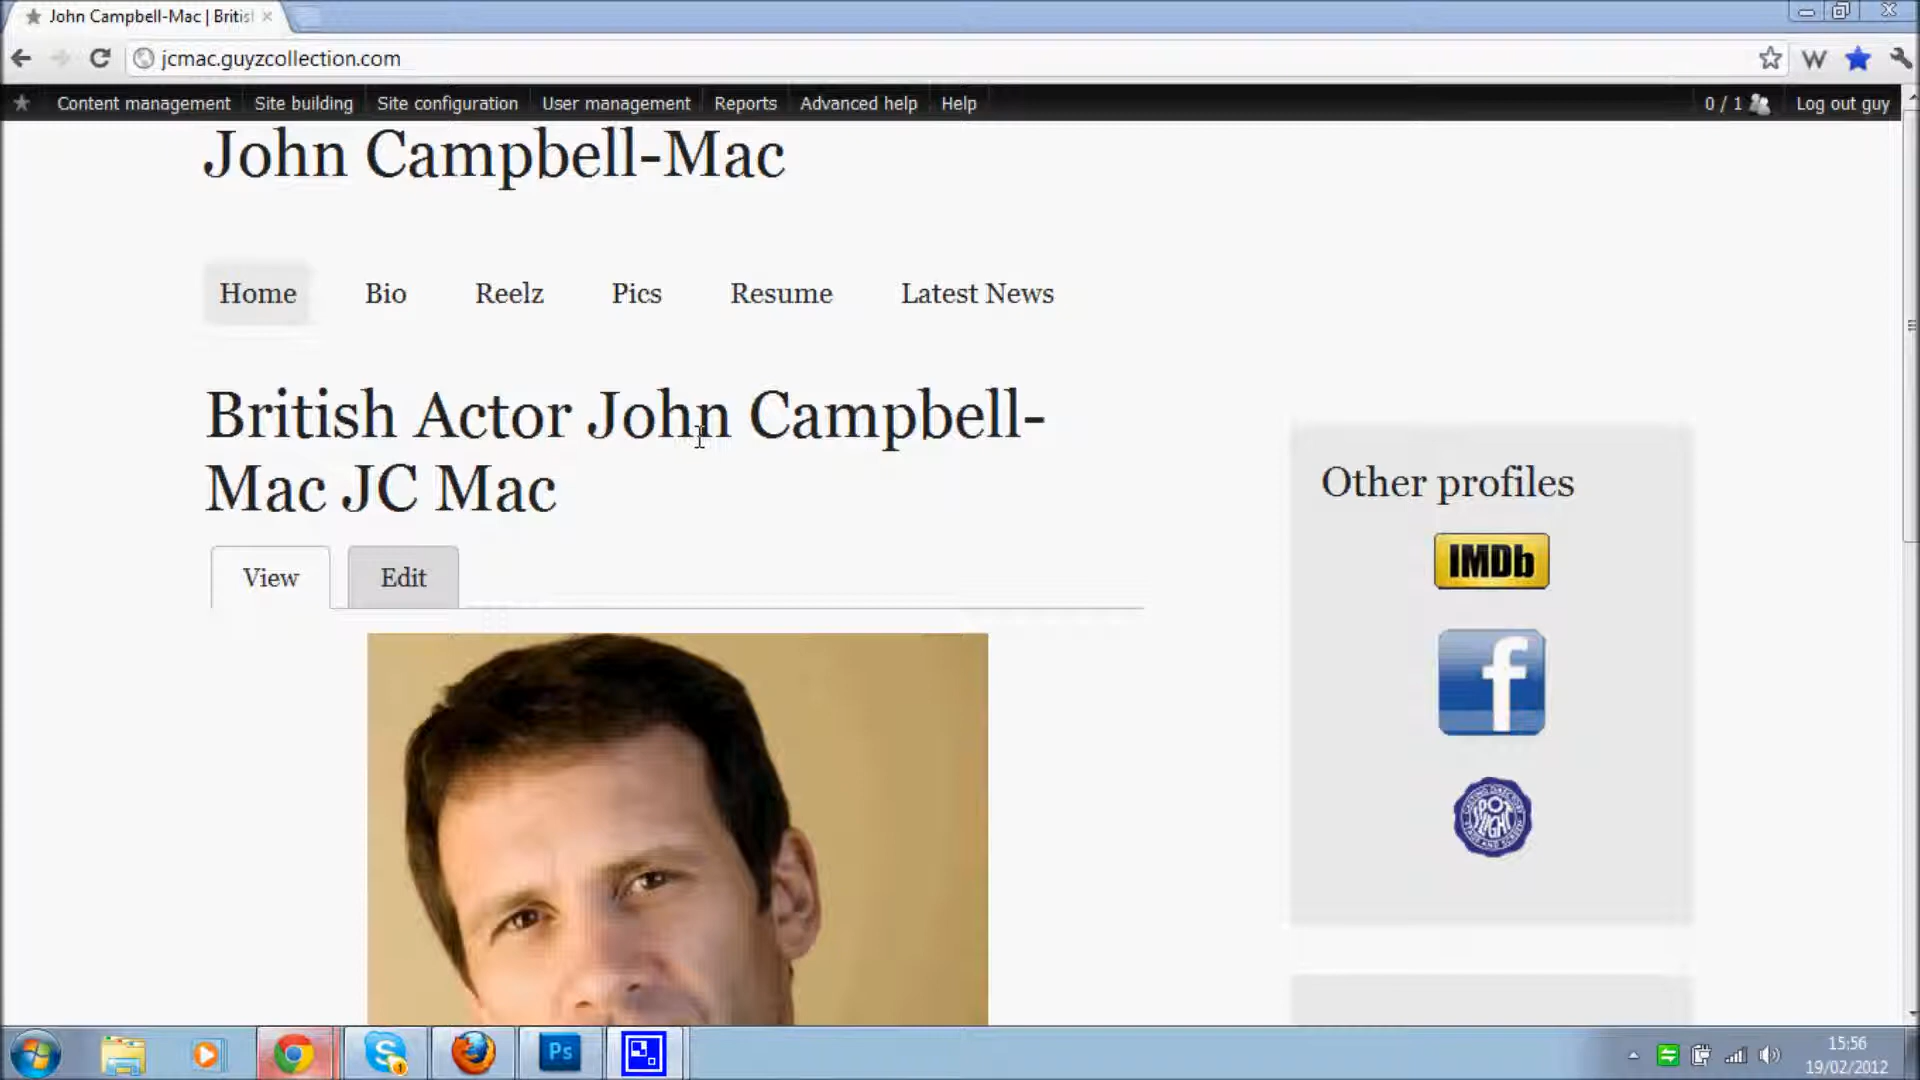 John Campbell-Mac | Britis
jcmac.guyzcollection.com
W
Content management Site building Site configuration User management Reports Advanced help Help 0 / 1 Log out guy
John Campbell-Mac
Home Bio Reelz Pics Resume Latest News
British Actor John Campbell-
Mac JC Mac
View Edit
Other profiles
IMDb
f
SPOTLIGHT
Ps
15:56
19/02/2012